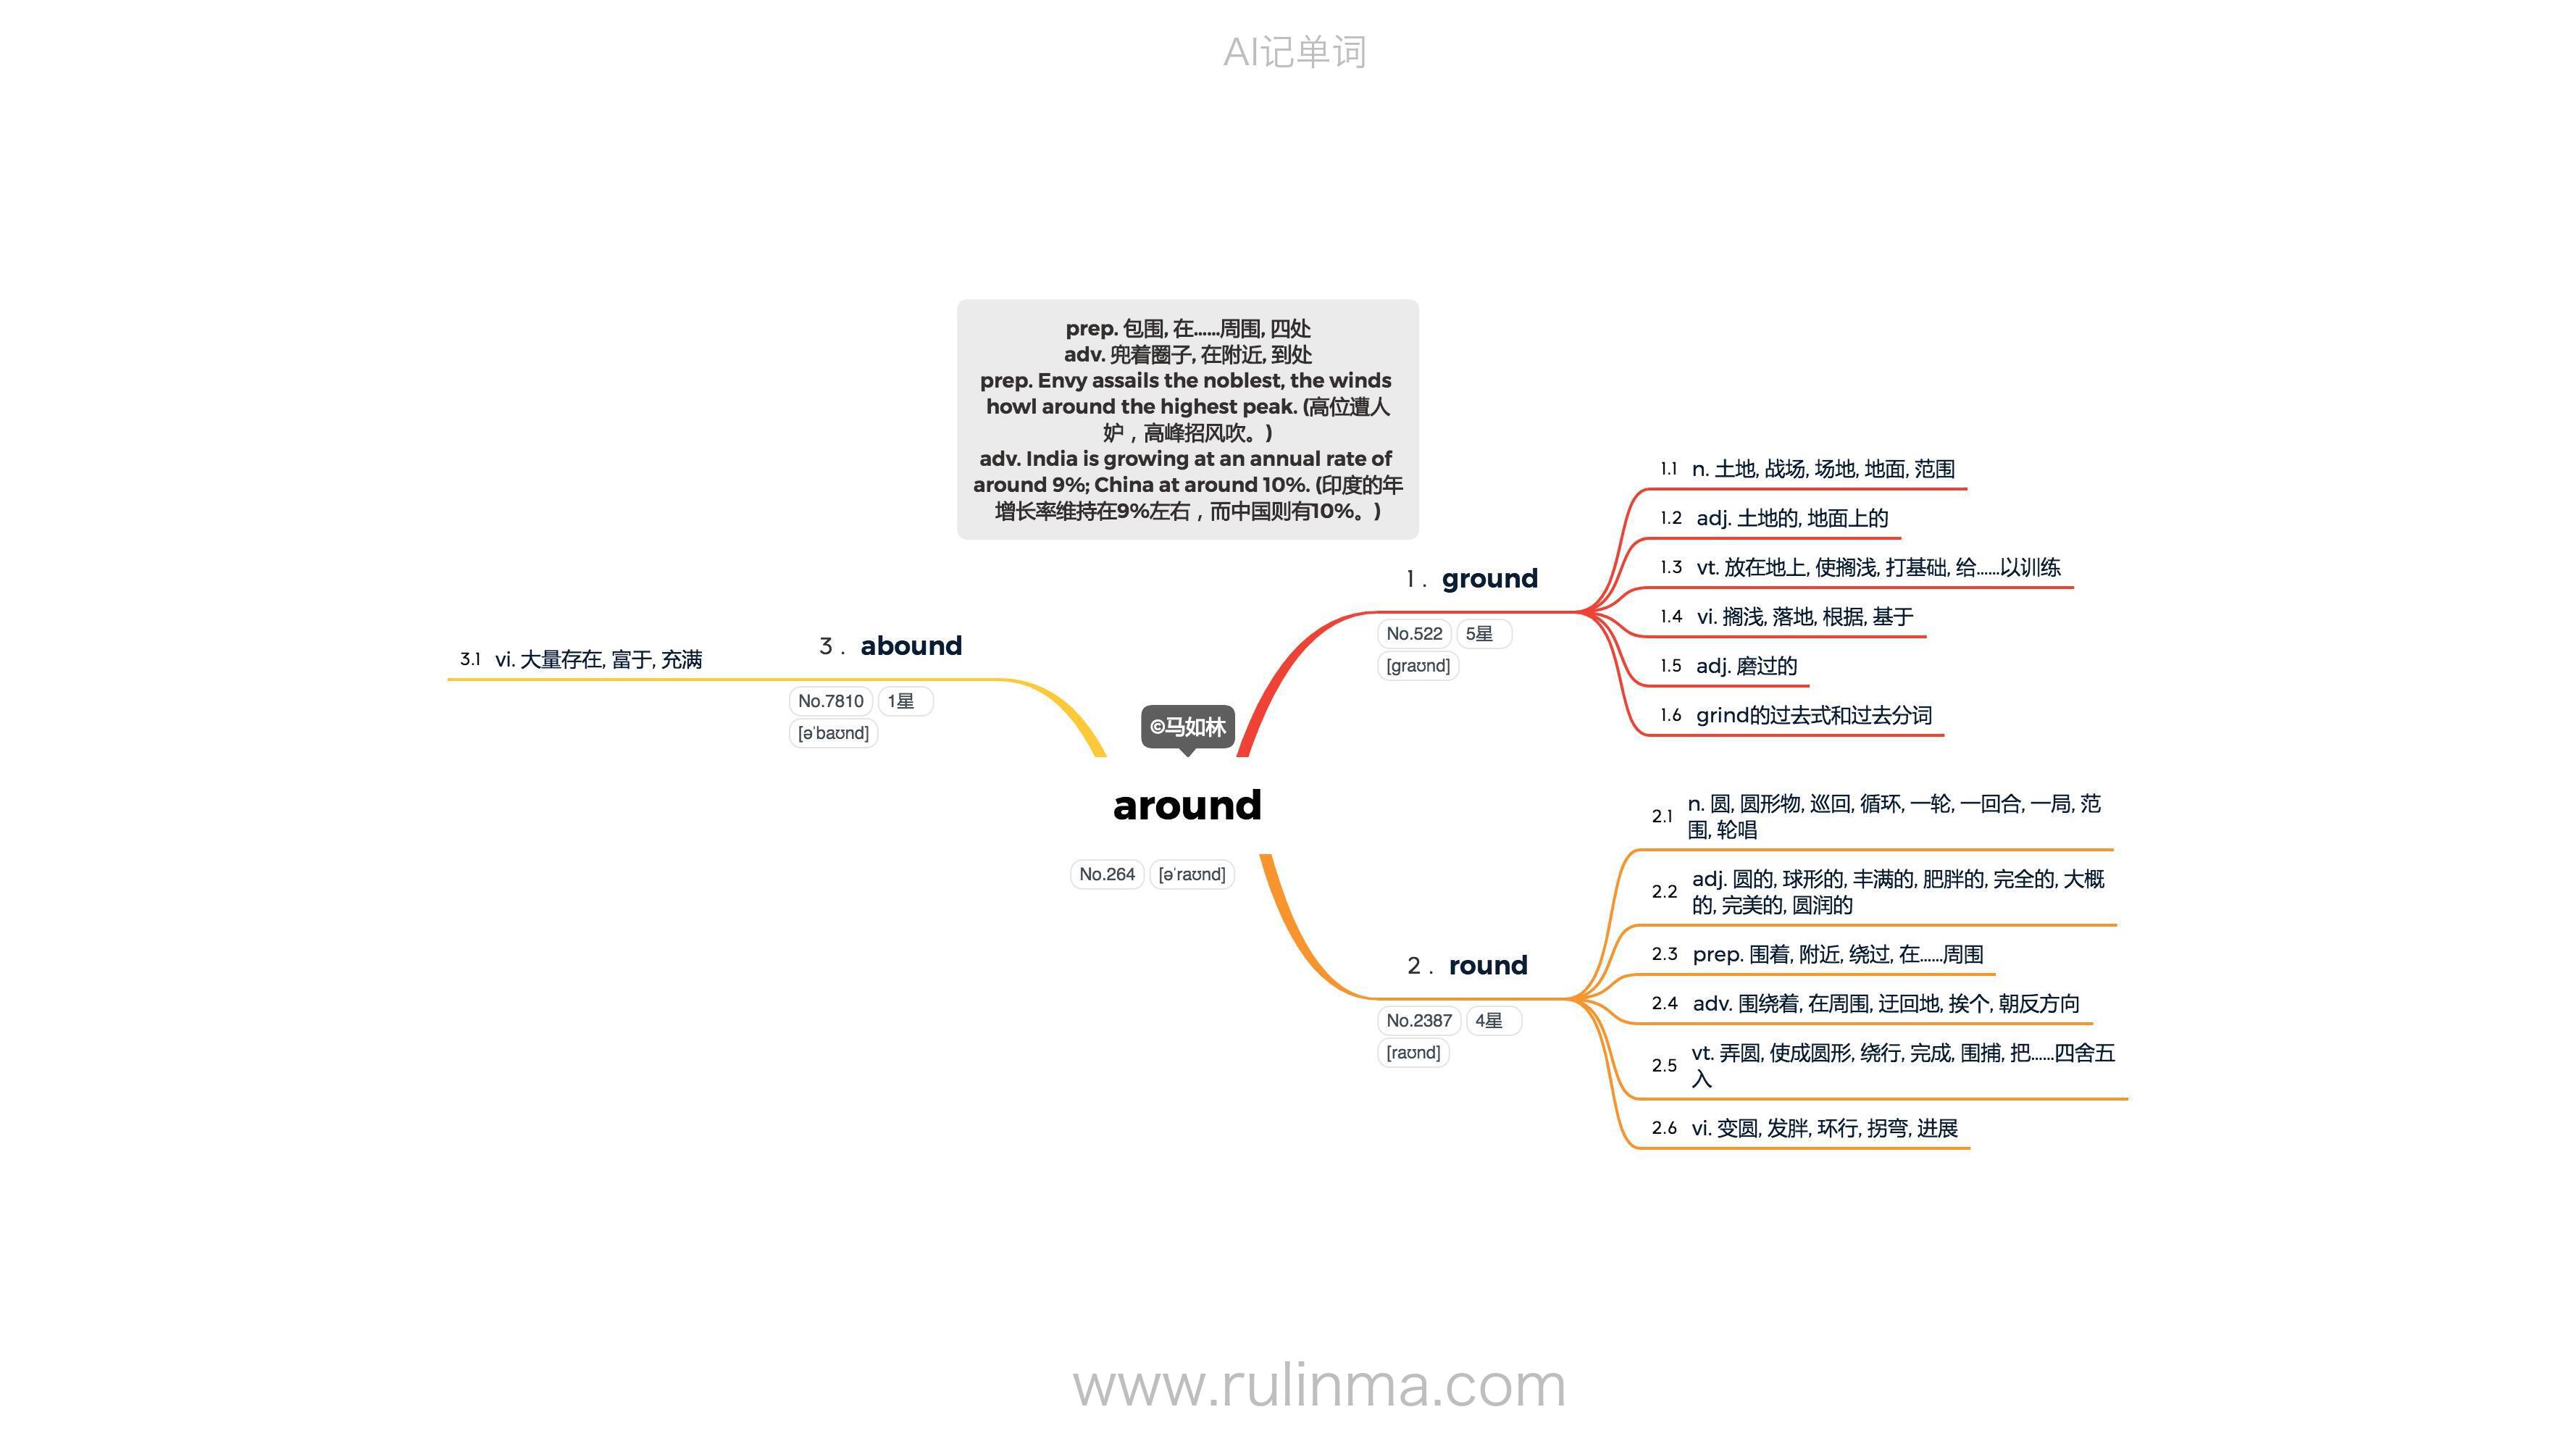 AI记单词
prep. 包围, 在……周围, 四处
adv. 兜着圈子, 在附近, 到处
prep. Envy assails the noblest, the winds
howl around the highest peak. (高位遭人
妒，高峰招风吹。)
adv. India is growing at an annual rate of
around 9%; China at around 10%. (印度的年
增长率维持在9%左右，而中国则有10%。)
©马如林
around
No.264 [əˈraʊnd]
1. ground
No.522 5星
[ɡraʊnd]
1.1 n. 土地, 战场, 场地, 地面, 范围
1.2 adj. 土地的, 地面上的
1.3 vt. 放在地上, 使搁浅, 打基础, 给……以训练
1.4 vi. 搁浅, 落地, 根据, 基于
1.5 adj. 磨过的
1.6 grind的过去式和过去分词
2. round
No.2387 4星
[raʊnd]
2.1 n. 圆, 圆形物, 巡回, 循环, 一轮, 一回合, 一局, 范
围, 轮唱
2.2 adj. 圆的, 球形的, 丰满的, 肥胖的, 完全的, 大概
的, 完美的, 圆润的
2.3 prep. 围着, 附近, 绕过, 在……周围
2.4 adv. 围绕着, 在周围, 迂回地, 挨个, 朝反方向
2.5 vt. 弄圆, 使成圆形, 绕行, 完成, 围捕, 把……四舍五
入
2.6 vi. 变圆, 发胖, 环行, 拐弯, 进展
3. abound
No.7810 1星
[əˈbaʊnd]
3.1 vi. 大量存在, 富于, 充满
www.rulinma.com